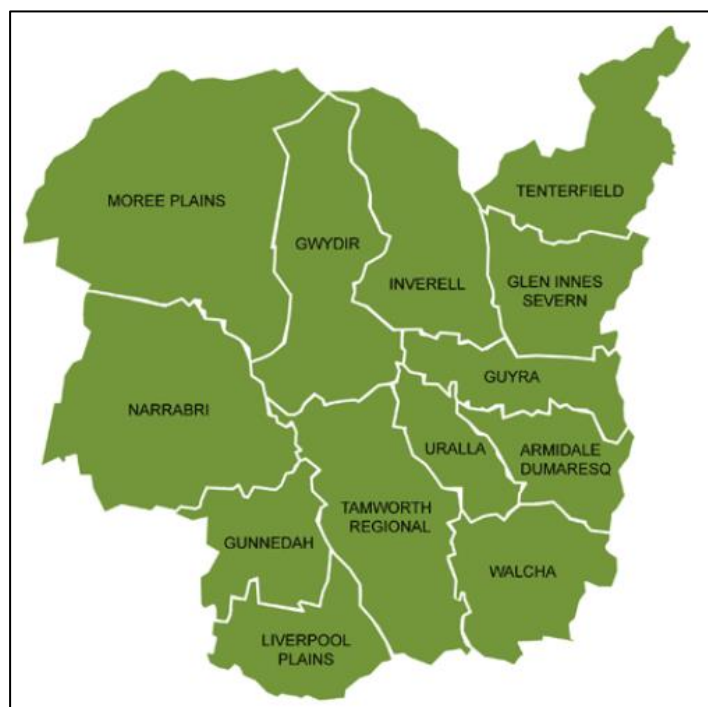 TENTERFIELD
MOREE PLAINS
GWYDIR
INVERELL
GLEN INNES
SEVERN
GUYRA
NARRABRI
URALLA
ARMIDALE
DUMARESQ
TAMWORTH
REGIONAL
GUNNEDAH
WALCHA
LIVERPOOL
PLAINS